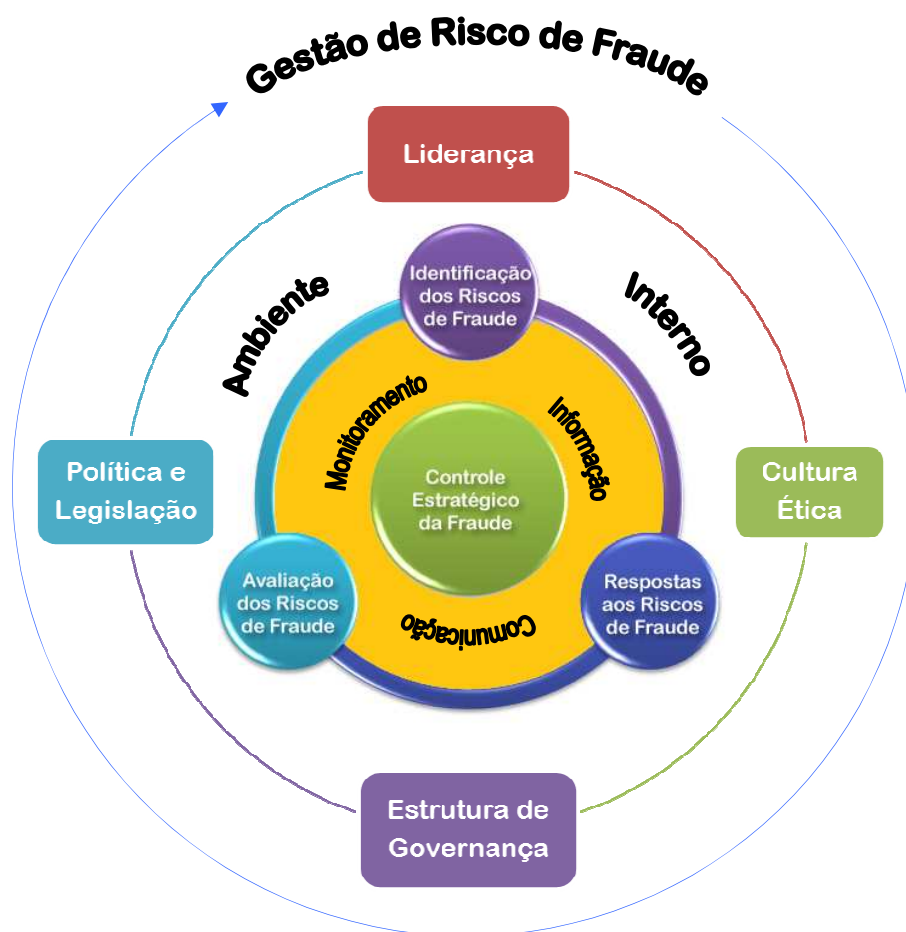 Gestão de Risco de Fraude
Liderança
Ambiente
Interno
Identificação
dos Riscos
de Fraude
Monitoramento
Informação
Política e
Legislação
Controle
Estratégico
da Fraude
Cultura
Ética
Avaliação
dos Riscos
de Fraude
Respostas
aos Riscos
de Fraude
Comunicação
Estrutura de
Governança